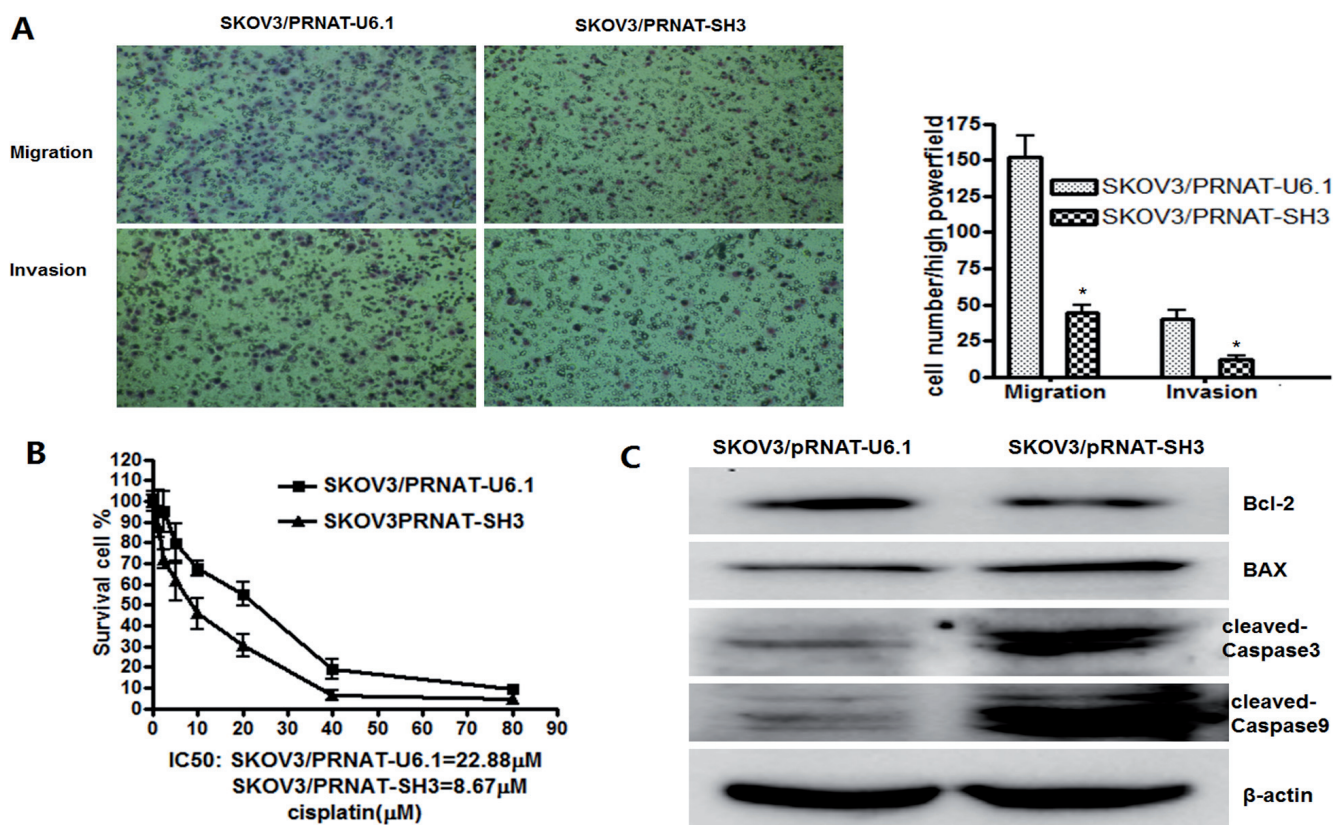 A
SKOV3/PRNAT-U6.1
SKOV3/PRNAT-SH3
Migration
Invasion
cell number/high powerfield
175
150
125
100
75
50
25
0
SKOV3/PRNAT-U6.1
SKOV3/PRNAT-SH3
*
*
Migration
Invasion
B
Survival cell %
120
110
100
90
80
70
60
50
40
30
20
10
0
SKOV3/PRNAT-U6.1
SKOV3PRNAT-SH3
0 10 20 30 40 50 60 70 80 90
IC50: SKOV3/PRNAT-U6.1=22.88μM
SKOV3/PRNAT-SH3=8.67μM
cisplatin(μM)
C
SKOV3/pRNAT-U6.1
SKOV3/pRNAT-SH3
Bcl-2
BAX
cleaved-
Caspase3
cleaved-
Caspase9
β-actin